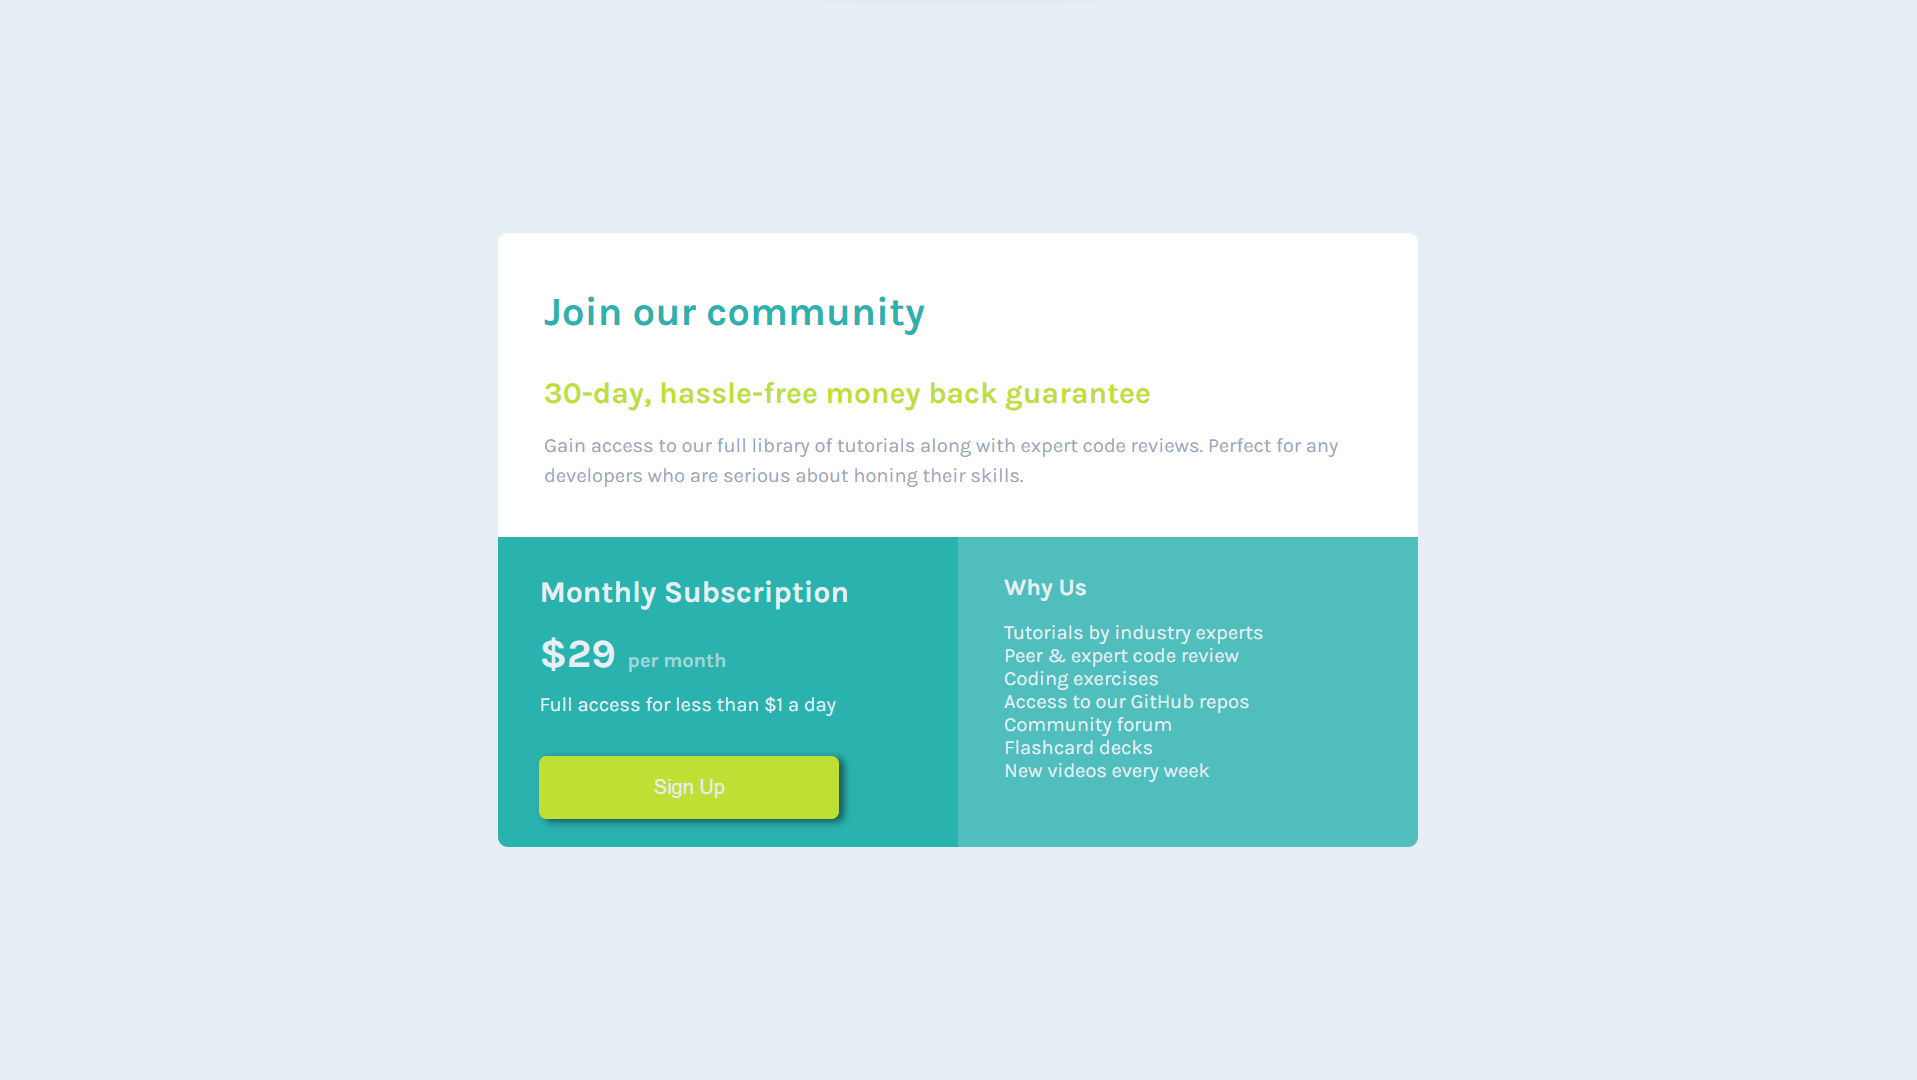 Join our community
30-day, hassle-free money back guarantee
Gain access to our full library of tutorials along with expert code reviews. Perfect for any
developers who are serious about honing their skills.
Monthly Subscription
$29 per month
Full access for less than $1 a day
Sign Up
Why Us
Tutorials by industry experts
Peer & expert code review
Coding exercises
Access to our GitHub repos
Community forum
Flashcard decks
New videos every week